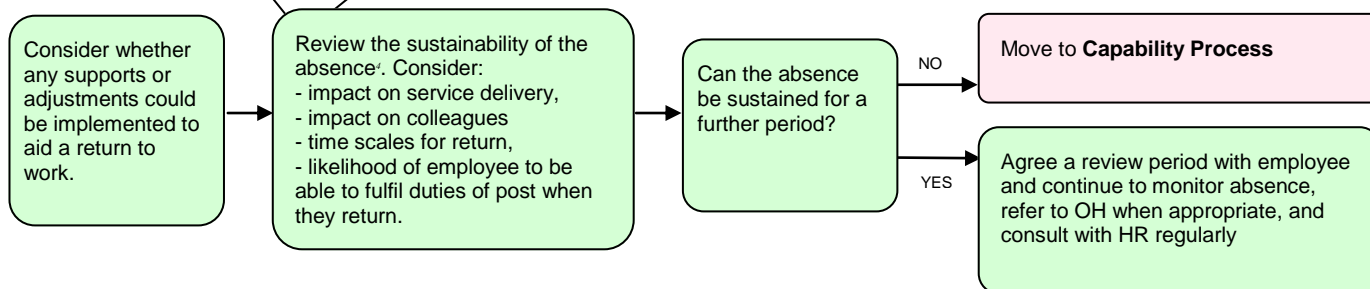 Consider whether
any supports or
adjustments could
be implemented to
aid a return to
work.
Review the sustainability of the
absence⁴. Consider:
- impact on service delivery,
- impact on colleagues
- time scales for return,
- likelihood of employee to be
able to fulfil duties of post when
they return.
Can the absence
be sustained for a
further period?
NO
Move to Capability Process
YES
Agree a review period with employee
and continue to monitor absence,
refer to OH when appropriate, and
consult with HR regularly